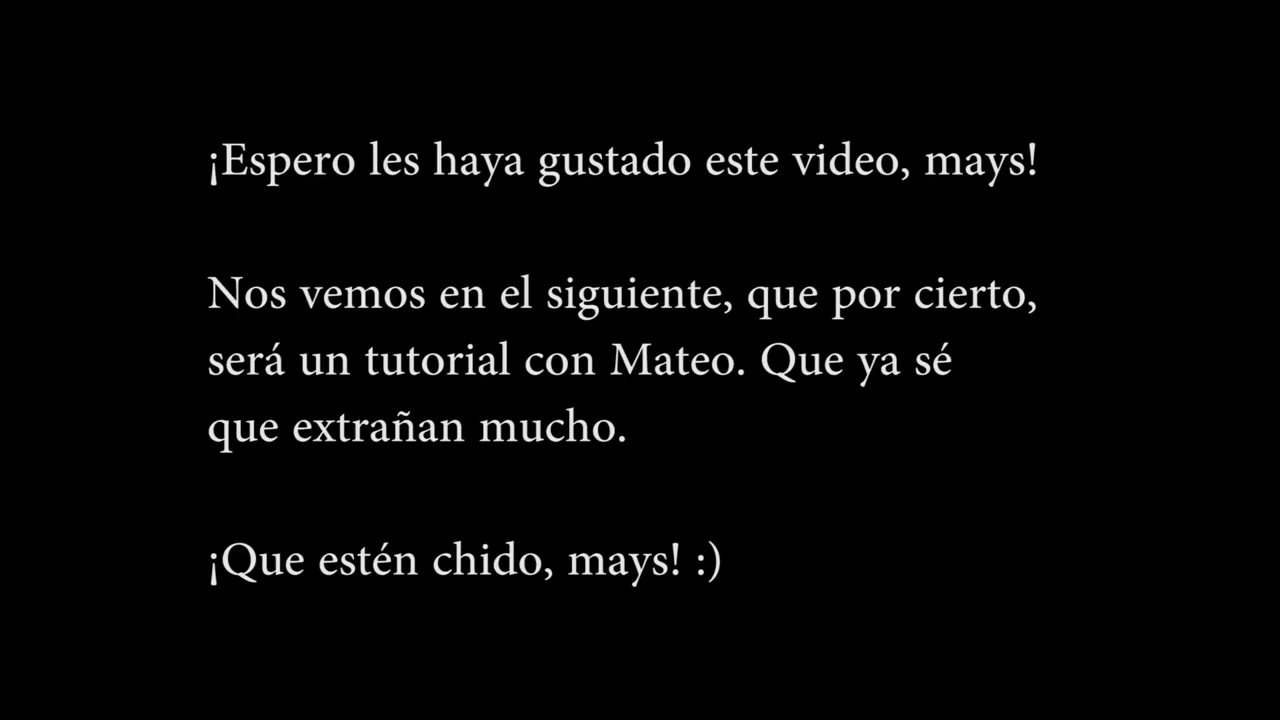 ¡Espero les haya gustado este video, mays!
Nos vemos en el siguiente, que por cierto,
será un tutorial con Mateo. Que ya sé
que extrañan mucho.
¡Que estén chido, mays! :)